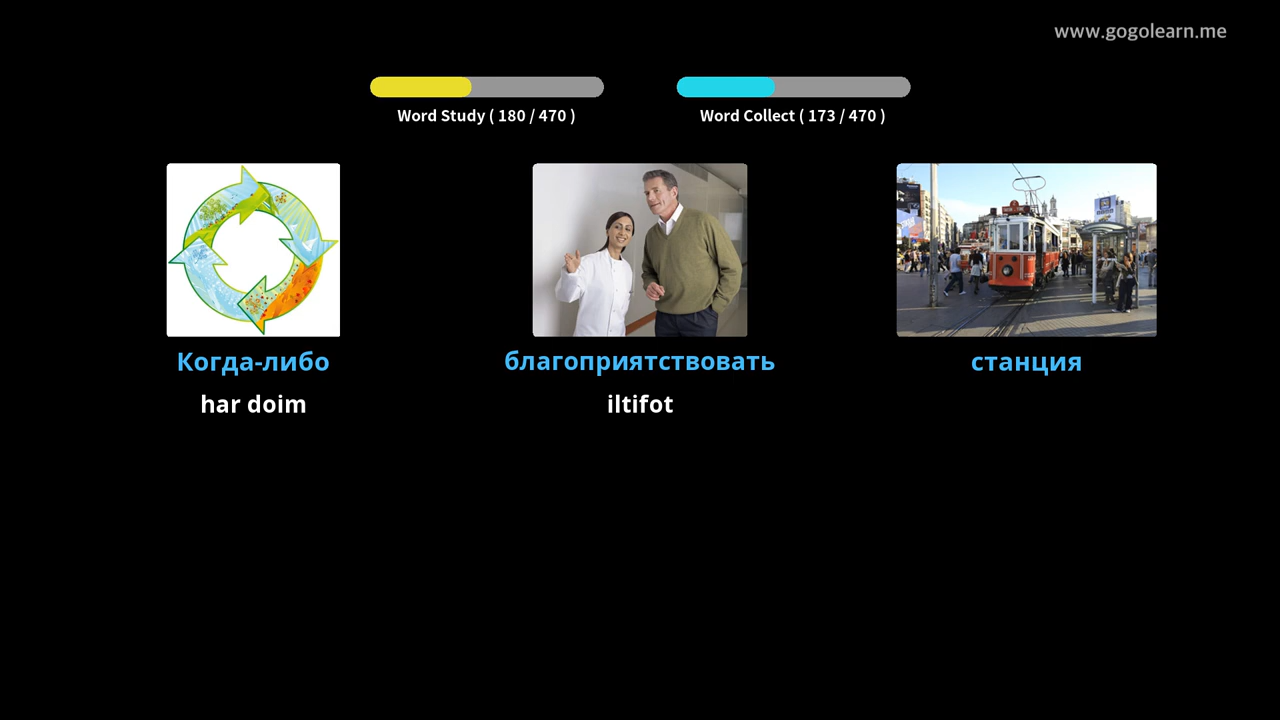 www.gogolearn.me
Word Study ( 180 / 470 )
Word Collect ( 173 / 470 )
Когда-либо
благоприятствовать
станция
har doim
iltifot